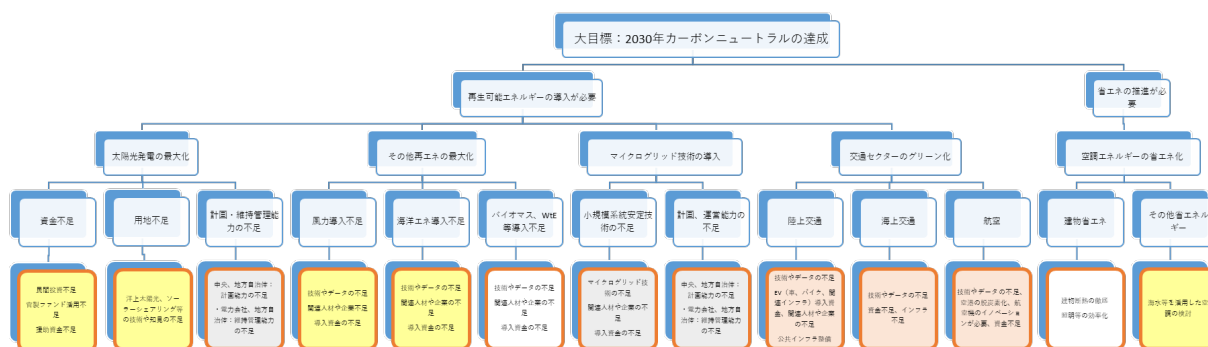 大目標：2030年カーボンニュートラルの達成
再生可能エネルギーの導入が必要
省エネの推進が必
要
太陽光発電の最大化
その他再エネの最大化
マイクログリッド技術の導入
交通セクターのグリーン化
空調エネルギーの省エネ化
資金不足
用地不足
計画・維持管理能
力の不足
風力導入不足
海洋エネ導入不足
バイオマス、WtE
等導入不足
小規模系統安定技
術の不足
計画、運営能力の
不足
陸上交通
海上交通
航空
建物省エネ
その他省エネル
ギー
民間投資不足
官製ファンド活用不
足
援助資金不足
洋上太陽光、ソー
ラーシェアリング等
の技術や知見の不足
中央、地方自治体：
計画能力の不足
・電力会社、地方自
治体：維持管理能力
の不足
技術やデータの不足
関連人材や企業の不足
導入資金の不足
技術やデータの不足
関連人材や企業の不
足
導入資金の不足
技術やデータの不足
関連人材や企業の不
足
導入資金の不足
マイクログリッド技
術の不足
関連人材や企業の不
足
導入資金の不足
中央、地方自治体：
計画能力の不足
・電力会社、地方自
治体：維持管理能力
の不足
技術やデータの不足
EV（車、バイク、関
連インフラ）導入資
金、関連人材や企業
の不足
公共インフラ整備
技術やデータの不足
資金不足、インフラ
不足
技術やデータの不足、
空港の脱炭素化、航
空機のイノベーショ
ンが必要、資金不足
建物断熱の徹底
空調等の効率化
海水等を活用した空
調の検討